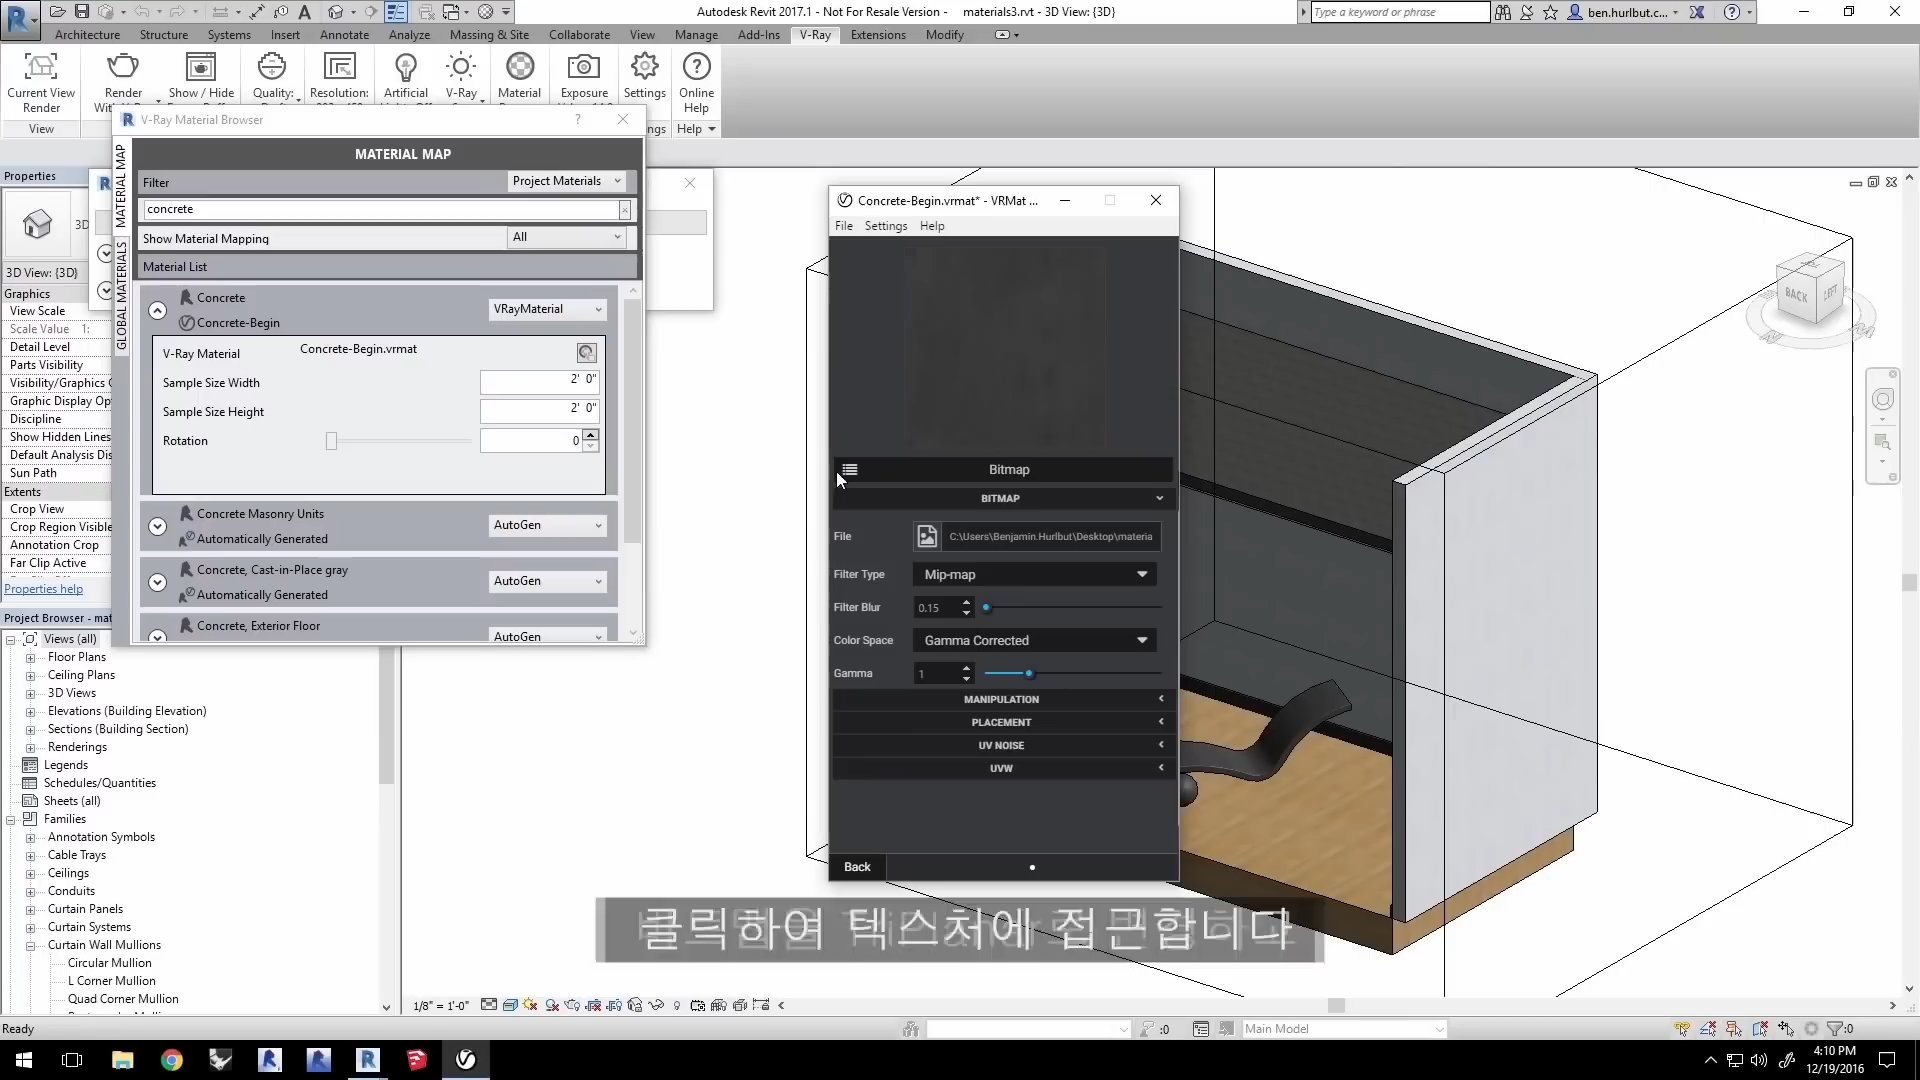 Autodesk Revit 2017.1 - Not For Resale Version - materials3.rvt - 3D View: {3D}
Type a keyword or phrase
ben.hurlbut.c...
Architecture Structure Systems Insert Annotate Analyze Massing & Site Collaborate View Manage Add-Ins V-Ray Extensions Modify
Current View Render
Render
Show / Hide
Quality:
Resolution:
Artificial
V-Ray
Material
Exposure
Settings
Online Help
View
Help
V-Ray Material Browser
MATERIAL MAP
GLOBAL MATERIALS
MATERIAL MAP
Filter Project Materials
concrete
Show Material Mapping All
Material List
Concrete
Concrete-Begin
VRayMaterial
V-Ray Material Concrete-Begin.vrmat
Sample Size Width 2' 0"
Sample Size Height 2' 0"
Rotation 0
Concrete Masonry Units
Automatically Generated
AutoGen
Concrete, Cast-in-Place gray
Automatically Generated
AutoGen
Concrete, Exterior Floor
AutoGen
Properties
3D View: {3D}
Graphics
View Scale
Scale Value 1:
Detail Level
Parts Visibility
Visibility/Graphics
Graphic Display
Discipline
Show Hidden Lines
Default Analysis
Sun Path
Extents
Crop View
Crop Region Visible
Annotation Crop
Far Clip Active
Properties help
Project Browser - mat
Views (all)
Floor Plans
Ceiling Plans
3D Views
Elevations (Building Elevation)
Sections (Building Section)
Renderings
Legends
Schedules/Quantities
Sheets (all)
Families
Annotation Symbols
Cable Trays
Ceilings
Conduits
Curtain Panels
Curtain Systems
Curtain Wall Mullions
Circular Mullion
L Corner Mullion
Quad Corner Mullion
Concrete-Begin.vrmat* - VRMat ...
File Settings Help
Bitmap
BITMAP
File C:\Users\Benjamin.Hurlbut\Desktop\materia
Filter Type Mip-map
Filter Blur 0.15
Color Space Gamma Corrected
Gamma 1
MANIPULATION
PLACEMENT
UV NOISE
UVW
Back
BACK
LEFT
클릭하여 텍스처에 접근합니다
1/8" = 1'-0"
Ready
:0
Main Model
:0
4:10 PM
12/19/2016